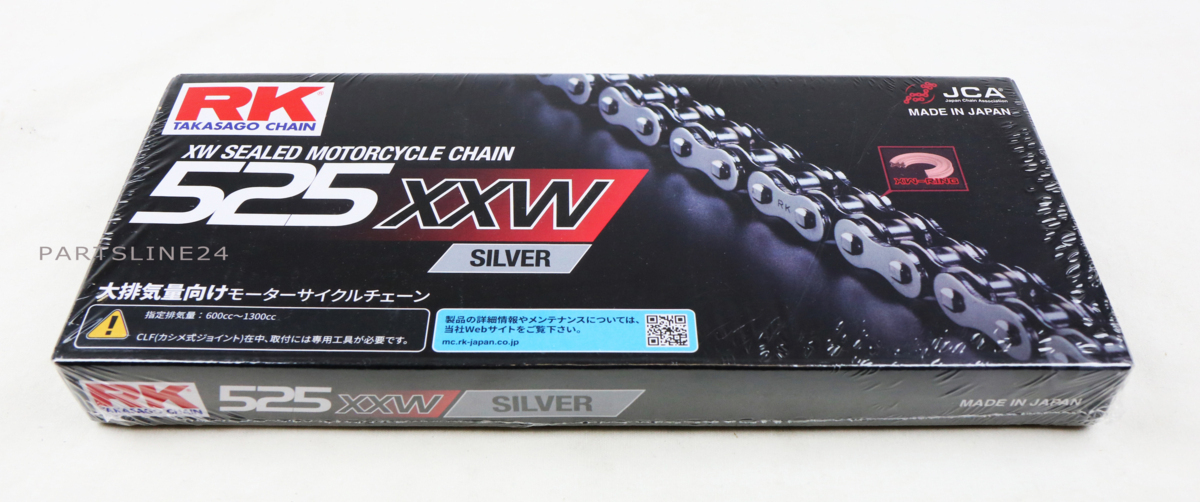 RK
TAKASAGO CHAIN
JCA
Japan Chain Association
MADE IN JAPAN
XW SEALED MOTORCYCLE CHAIN
525 XXW
XW-RING
RK
SILVER
PARTSLINE24
大排気量向けモーターサイクルチェーン
指定排気量：600cc～1300cc
CLF(カシメ式ジョイント)在中、取付には専用工具が必要です。
製品の詳細情報やメンテナンスについては、
当社Webサイトをご覧下さい。
mc.rk-japan.co.jp
RK
TAKASAGO CHAIN
525 XXW SILVER
MADE IN JAPAN